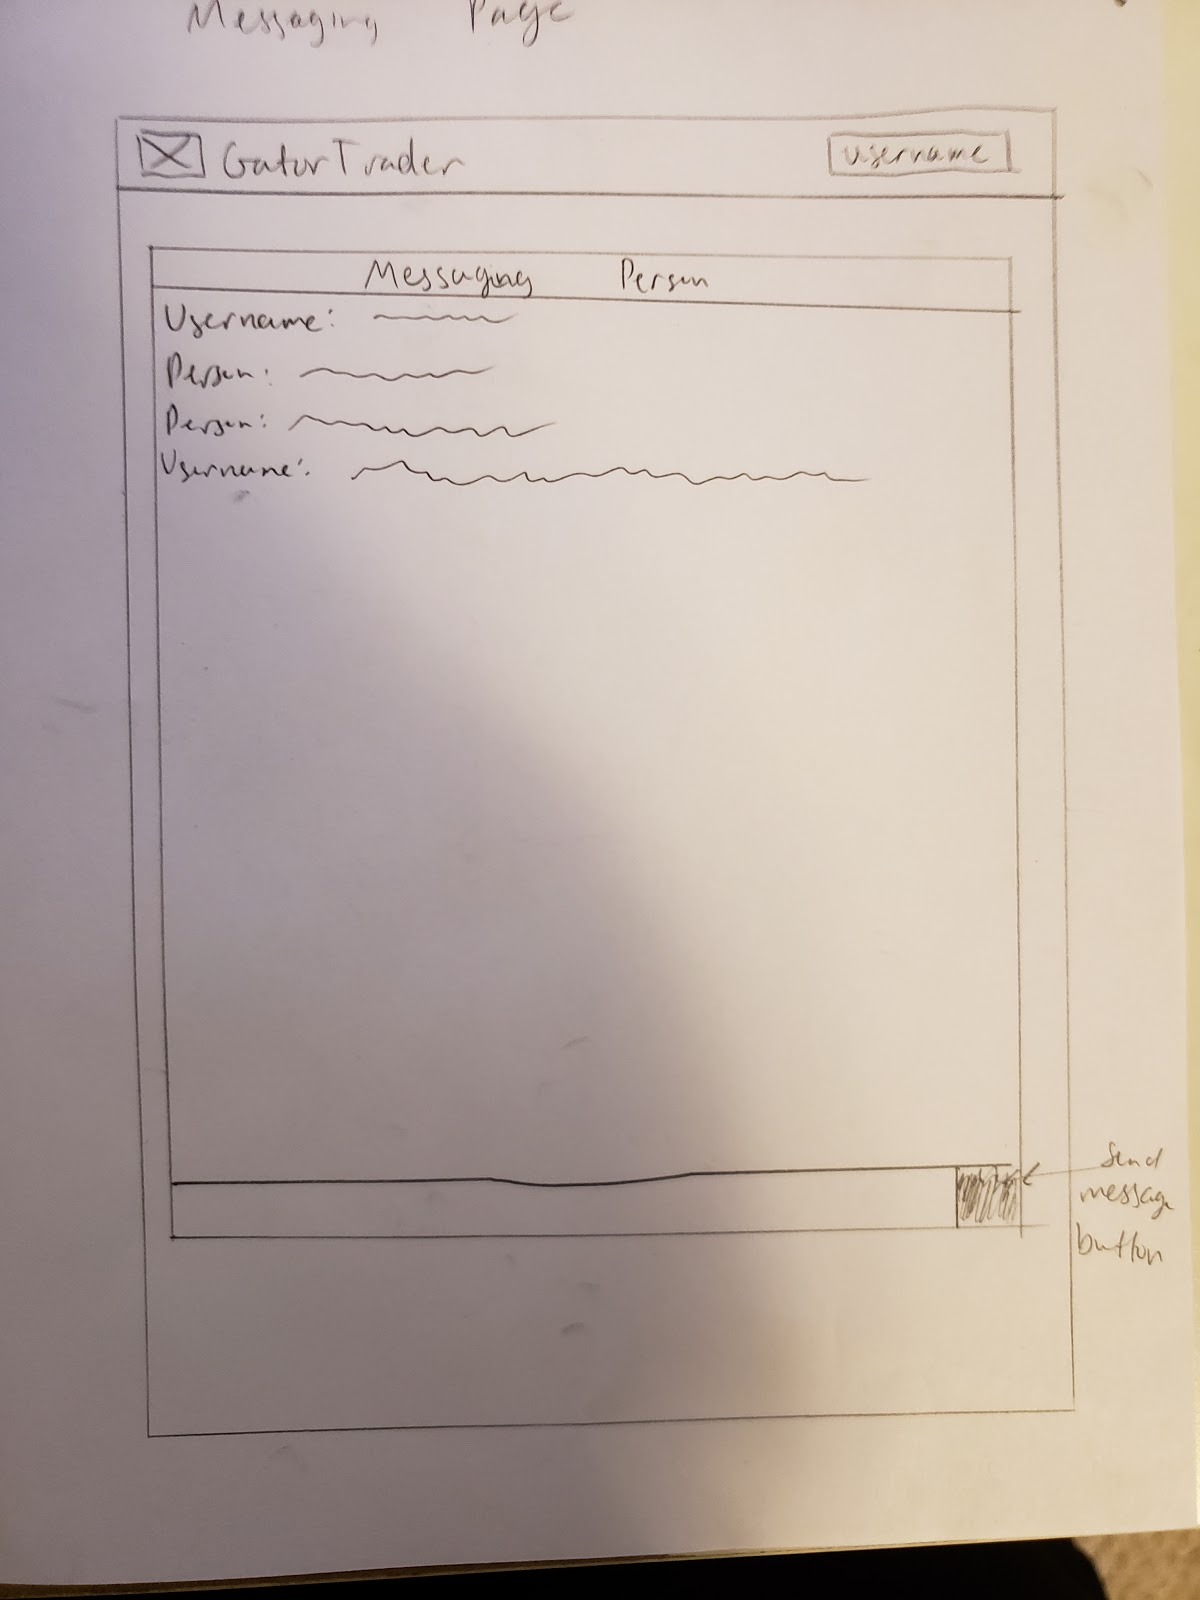 Messaging Page
GatorTrader
username
Messaging Person
Username:
Person:
Person:
Username:
Send
message
button